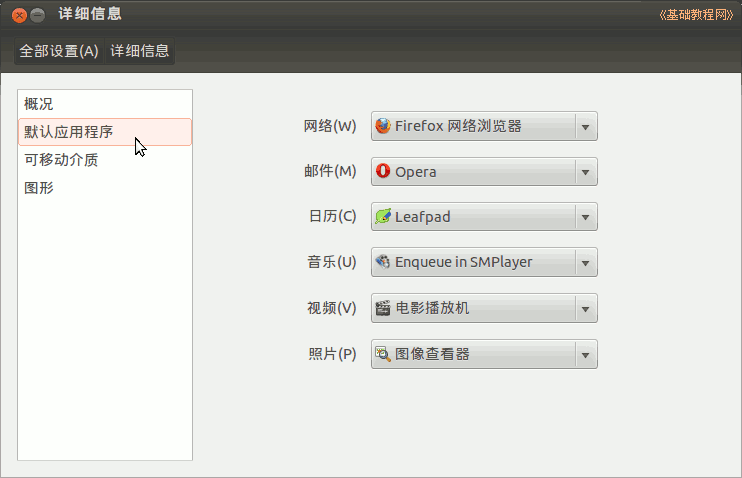 详细信息
《基础教程网》
全部设置(A) 详细信息
概况
默认应用程序
可移动介质
图形
网络(W) Firefox 网络浏览器
邮件(M) Opera
日历(C) Leafpad
音乐(U) Enqueue in SMPlayer
视频(V) 电影播放机
照片(P) 图像查看器